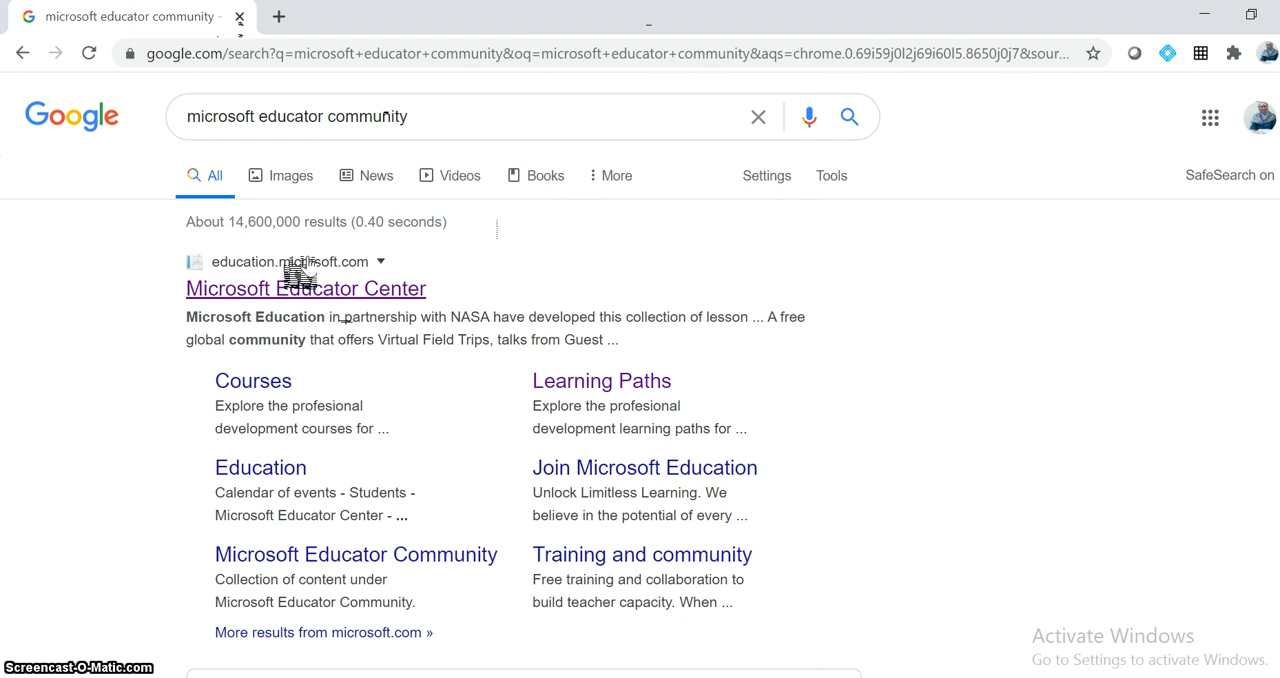 microsoft educator community -
google.com/search?q=microsoft+educator+community&oq=microsoft+educator+community&aqs=chrome.0.69i59j0l2j69i60l5.8650j0j7&sour...
Google
microsoft educator community
All
Images
News
Videos
Books
More
Settings
Tools
SafeSearch on
About 14,600,000 results (0.40 seconds)
education.microsoft.com
Microsoft Educator Center
Microsoft Education in partnership with NASA have developed this collection of lesson ... A free
global community that offers Virtual Field Trips, talks from Guest ...
Courses
Explore the profesional
development courses for ...
Learning Paths
Explore the profesional
development learning paths for ...
Education
Calendar of events - Students -
Microsoft Educator Center - ...
Join Microsoft Education
Unlock Limitless Learning. We
believe in the potential of every ...
Microsoft Educator Community
Collection of content under
Microsoft Educator Community.
Training and community
Free training and collaboration to
build teacher capacity. When ...
More results from microsoft.com »
Activate Windows
Go to Settings to activate Windows.
Screencast-O-Matic.com